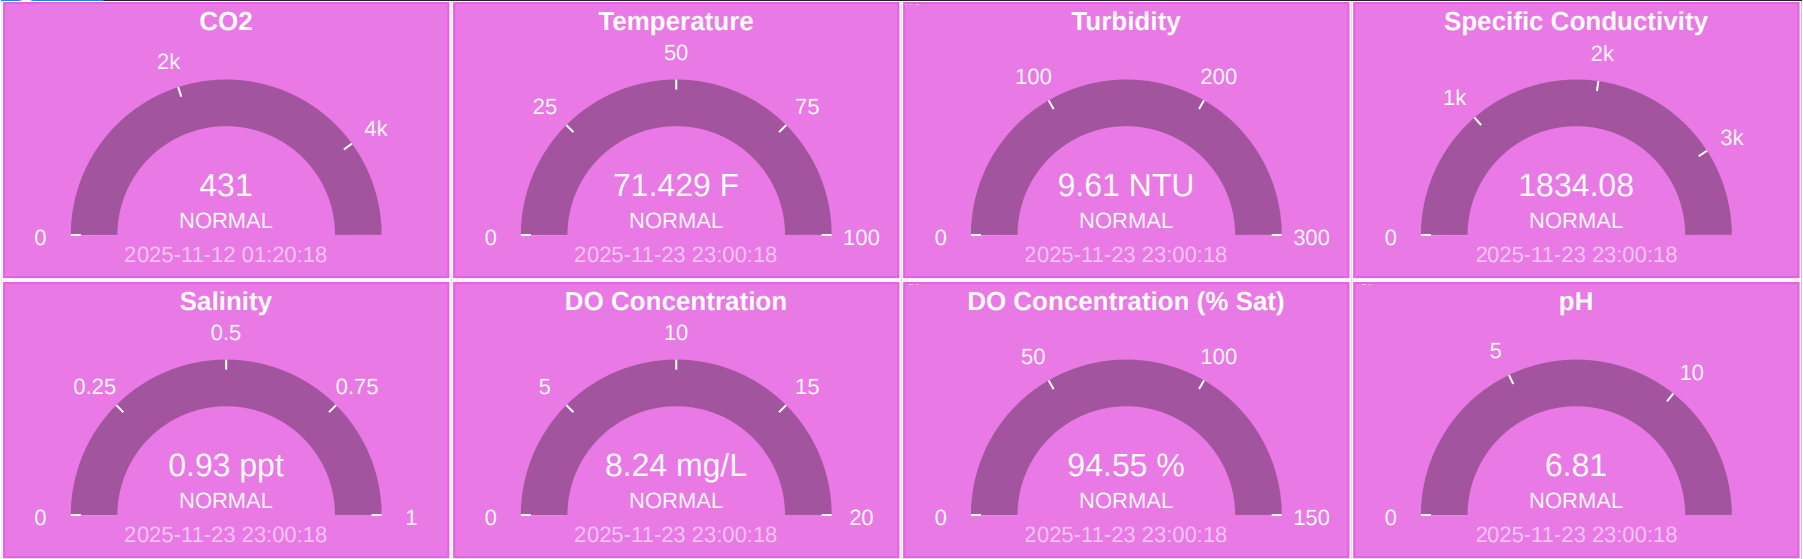 CO2
2k
4k
0
431
NORMAL
2025-11-12 01:20:18
Temperature
50
25
75
0
100
71.429 F
NORMAL
2025-11-23 23:00:18
Turbidity
100
200
0
300
9.61 NTU
NORMAL
2025-11-23 23:00:18
Specific Conductivity
2k
1k
3k
0
1834.08
NORMAL
2025-11-23 23:00:18
Salinity
0.5
0.25
0.75
0
1
0.93 ppt
NORMAL
2025-11-23 23:00:18
DO Concentration
10
5
15
0
20
8.24 mg/L
NORMAL
2025-11-23 23:00:18
DO Concentration (% Sat)
50
100
0
150
94.55 %
NORMAL
2025-11-23 23:00:18
pH
5
10
0
6.81
NORMAL
2025-11-23 23:00:18